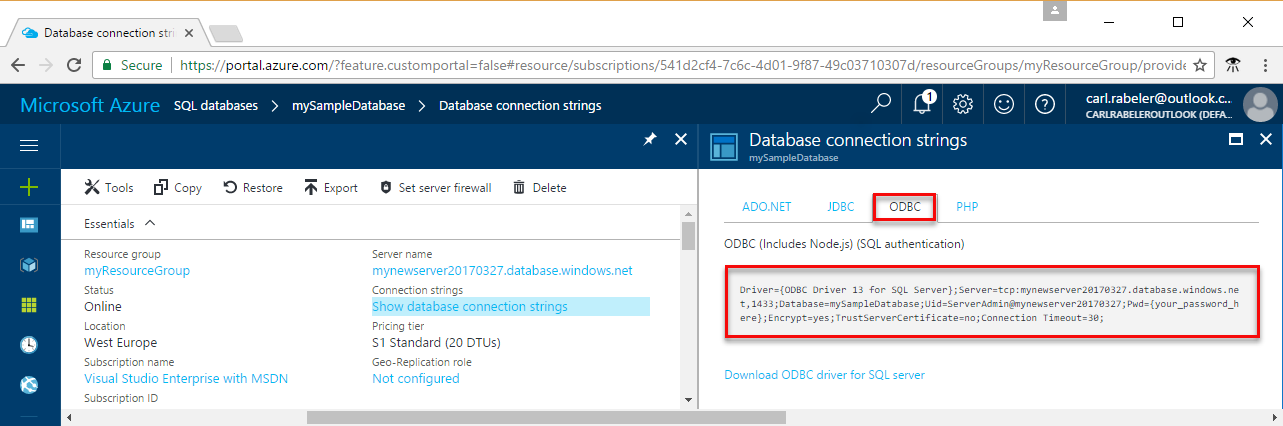 Database connection stri
Secure
https://portal.azure.com/?feature.customportal=false#resource/subscriptions/541d2cf4-7c6c-4d01-9f87-49c03710307d/resourceGroups/myResourceGroup/provide
Microsoft Azure SQL databases > mySampleDatabase > Database connection strings
1
carl.rabeler@outlook.c...
CARLRABELEROUTLOOK (DEFA...
Database connection strings
mySampleDatabase
Tools Copy Restore Export Set server firewall Delete
Essentials
Resource group
myResourceGroup
Status
Online
Location
West Europe
Subscription name
Visual Studio Enterprise with MSDN
Subscription ID
Server name
mynewserver20170327.database.windows.net
Connection strings
Show database connection strings
Pricing tier
S1 Standard (20 DTUs)
Geo-Replication role
Not configured
ADO.NET JDBC ODBC PHP
ODBC (Includes Node.js) (SQL authentication)
Driver={ODBC Driver 13 for SQL Server};Server=tcp:mynewserver20170327.database.windows.ne
t,1433;Database=mySampleDatabase;Uid=ServerAdmin@mynewserver20170327;Pwd={your_password_h
ere};Encrypt=yes;TrustServerCertificate=no;Connection Timeout=30;
Download ODBC driver for SQL server